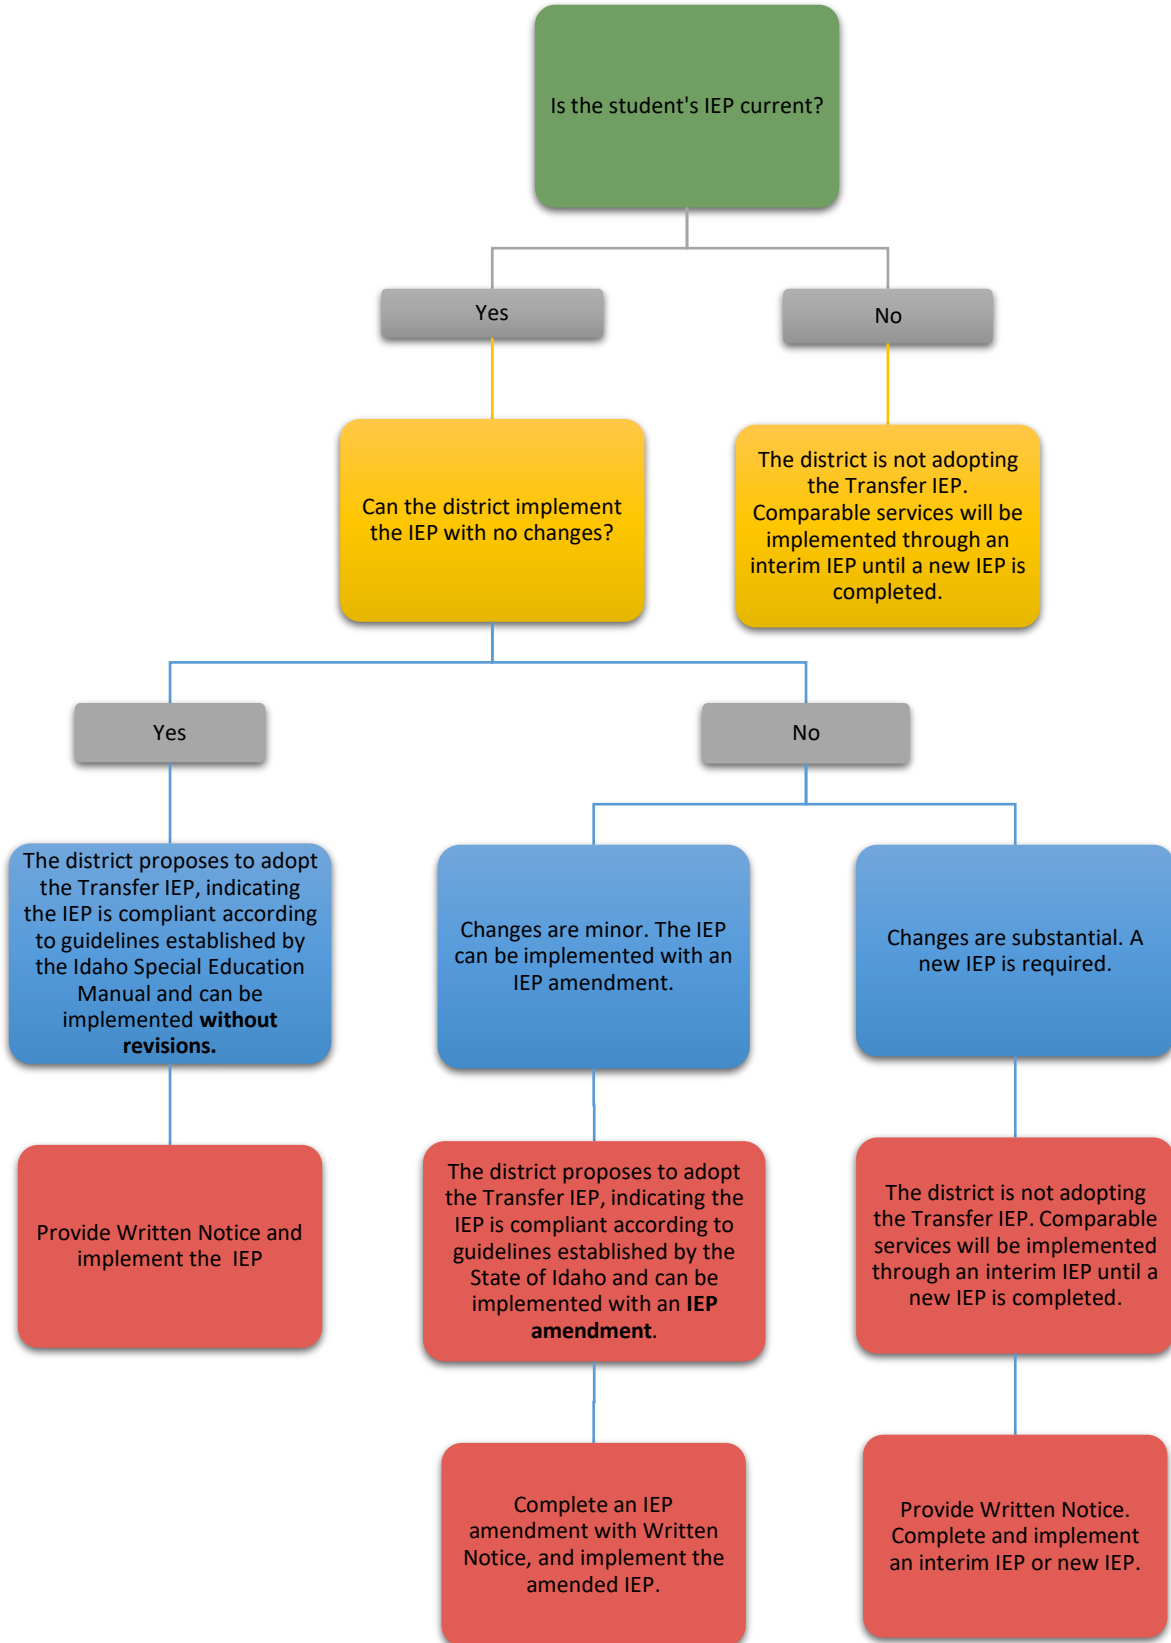 Is the student's IEP current?
Yes
No
Can the district implement
the IEP with no changes?
The district is not adopting
the Transfer IEP.
Comparable services will be
implemented through an
interim IEP until a new IEP is
completed.
Yes
No
The district proposes to adopt
the Transfer IEP, indicating
the IEP is compliant according
to guidelines established by
the Idaho Special Education
Manual and can be
implemented without
revisions.
Changes are minor. The IEP
can be implemented with an
IEP amendment.
Changes are substantial. A
new IEP is required.
Provide Written Notice and
implement the IEP
The district proposes to adopt
the Transfer IEP, indicating the
IEP is compliant according to
guidelines established by the
State of Idaho and can be
implemented with an IEP
amendment.
The district is not adopting
the Transfer IEP. Comparable
services will be implemented
through an interim IEP until a
new IEP is completed.
Complete an IEP
amendment with Written
Notice, and implement the
amended IEP.
Provide Written Notice.
Complete and implement
an interim IEP or new IEP.